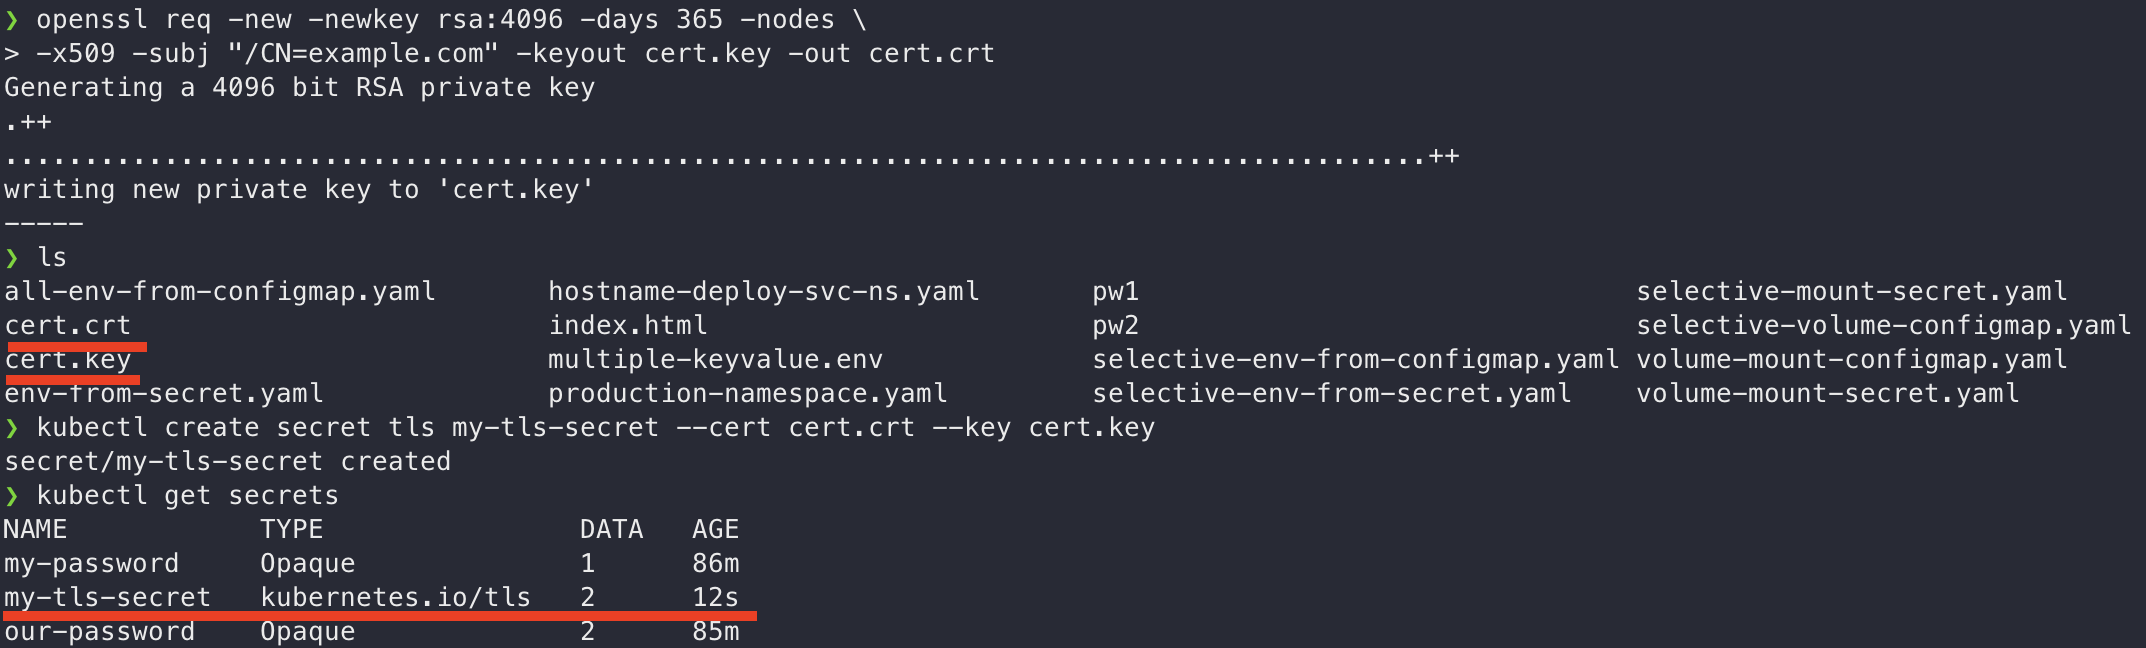 ❯ openssl req -new -newkey rsa:4096 -days 365 -nodes \
> -x509 -subj "/CN=example.com" -keyout cert.key -out cert.crt
Generating a 4096 bit RSA private key
.++
.........................................................................................++
writing new private key to 'cert.key'
-----
❯ ls
all-env-from-configmap.yaml       hostname-deploy-svc-ns.yaml       pw1                               selective-mount-secret.yaml
cert.crt                          index.html                        pw2                               selective-volume-configmap.yaml
cert.key                          multiple-keyvalue.env             selective-env-from-configmap.yaml volume-mount-configmap.yaml
env-from-secret.yaml              production-namespace.yaml         selective-env-from-secret.yaml    volume-mount-secret.yaml
❯ kubectl create secret tls my-tls-secret --cert cert.crt --key cert.key
secret/my-tls-secret created
❯ kubectl get secrets
NAME            TYPE                DATA   AGE
my-password     Opaque              1      86m
my-tls-secret   kubernetes.io/tls   2      12s
our-password    Opaque              2      85m